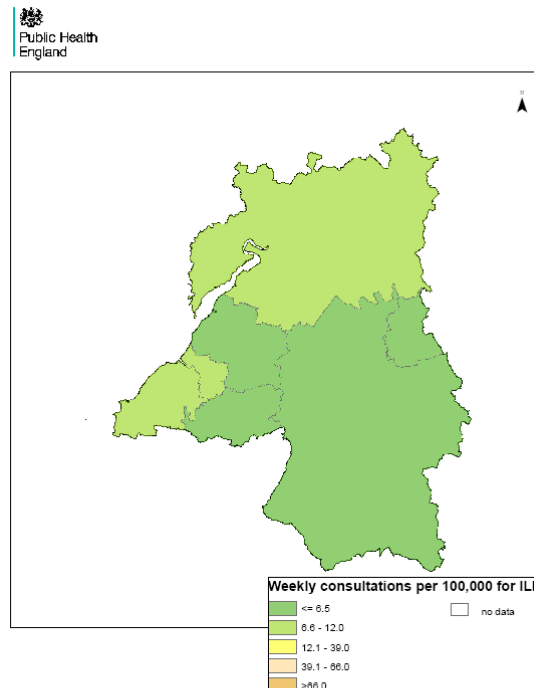 Public Health
England
N
Weekly consultations per 100,000 for ILI
<= 6.5
no data
6.6 - 12.0
12.1 - 39.0
39.1 - 66.0
>66.0